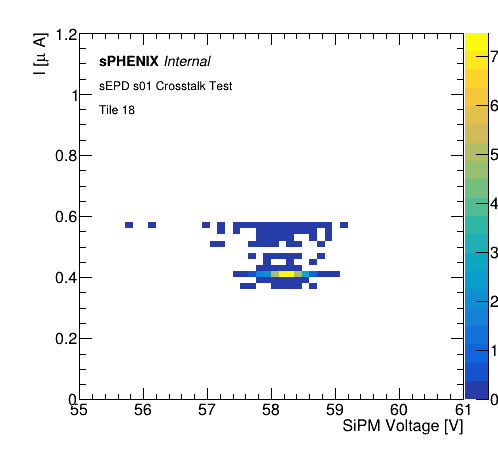 I [μ A]
1.2
1
0.8
0.6
0.4
0.2
0
sPHENIX Internal
sEPD s01 Crosstalk Test
Tile 18
55 56 57 58 59 60 61
SiPM Voltage [V]
7
6
5
4
3
2
1
0